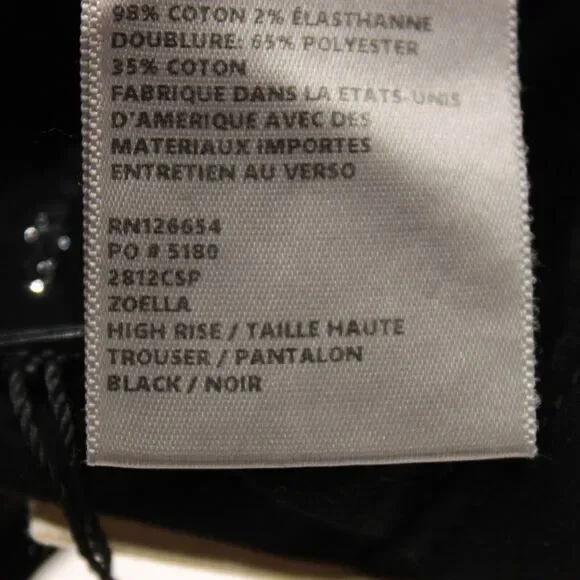 98% COTON 2% ÉLASTHANNE
DOUBLURE: 65% POLYESTER
35% COTON
FABRIQUE DANS LA ETATS-UNIS
D'AMERIQUE AVEC DES
MATERIAUX IMPORTES
ENTRETIEN AU VERSO
RN126654
PO # 5180
2812CSP
ZOELLA
HIGH RISE / TAILLE HAUTE
TROUSER / PANTALON
BLACK / NOIR